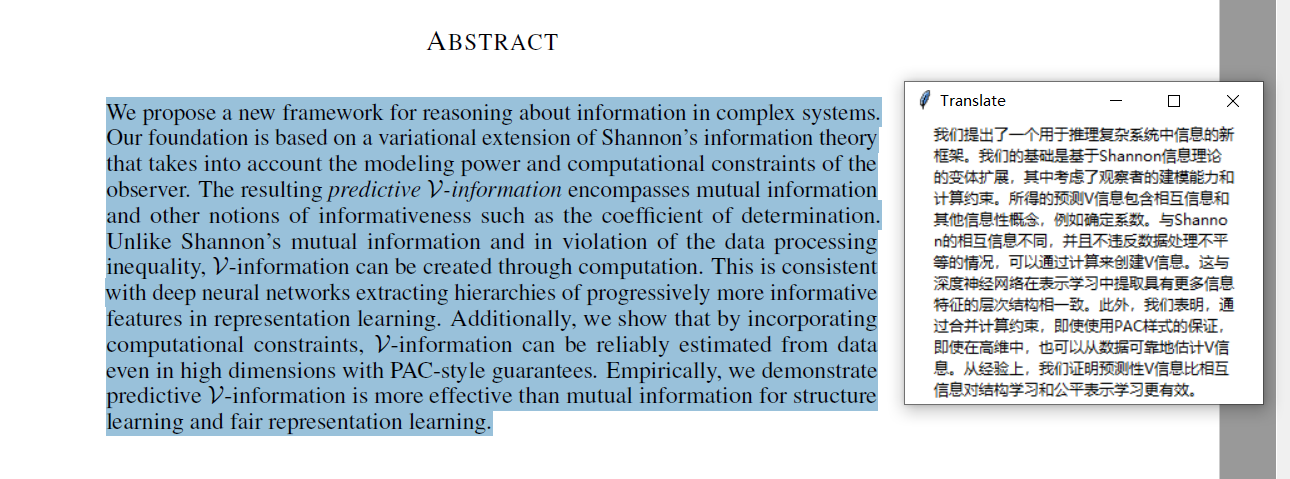 ABSTRACT
We propose a new framework for reasoning about information in complex systems.
Our foundation is based on a variational extension of Shannon's information theory
that takes into account the modeling power and computational constraints of the
observer. The resulting predictive 𝒱-information encompasses mutual information
and other notions of informativeness such as the coefficient of determination.
Unlike Shannon's mutual information and in violation of the data processing
inequality, 𝒱-information can be created through computation. This is consistent
with deep neural networks extracting hierarchies of progressively more informative
features in representation learning. Additionally, we show that by incorporating
computational constraints, 𝒱-information can be reliably estimated from data
even in high dimensions with PAC-style guarantees. Empirically, we demonstrate
predictive 𝒱-information is more effective than mutual information for structure
learning and fair representation learning.
Translate
我们提出了一个用于推理复杂系统中信息的新
框架。我们的基础是基于Shannon信息理论
的变体扩展，其中考虑了观察者的建模能力和
计算约束。所得的预测V信息包含相互信息和
其他信息性概念，例如确定系数。与Shanno
n的相互信息不同，并且不违反数据处理不平
等的情况，可以通过计算来创建V信息。这与
深度神经网络在表示学习中提取具有更多信息
特征的层次结构相一致。此外，我们表明，通
过合并计算约束，即使使用PAC样式的保证，
即使在高维中，也可以从数据可靠地估计V信
息。从经验上，我们证明预测性V信息比相互
信息对结构学习和公平表示学习更有效。